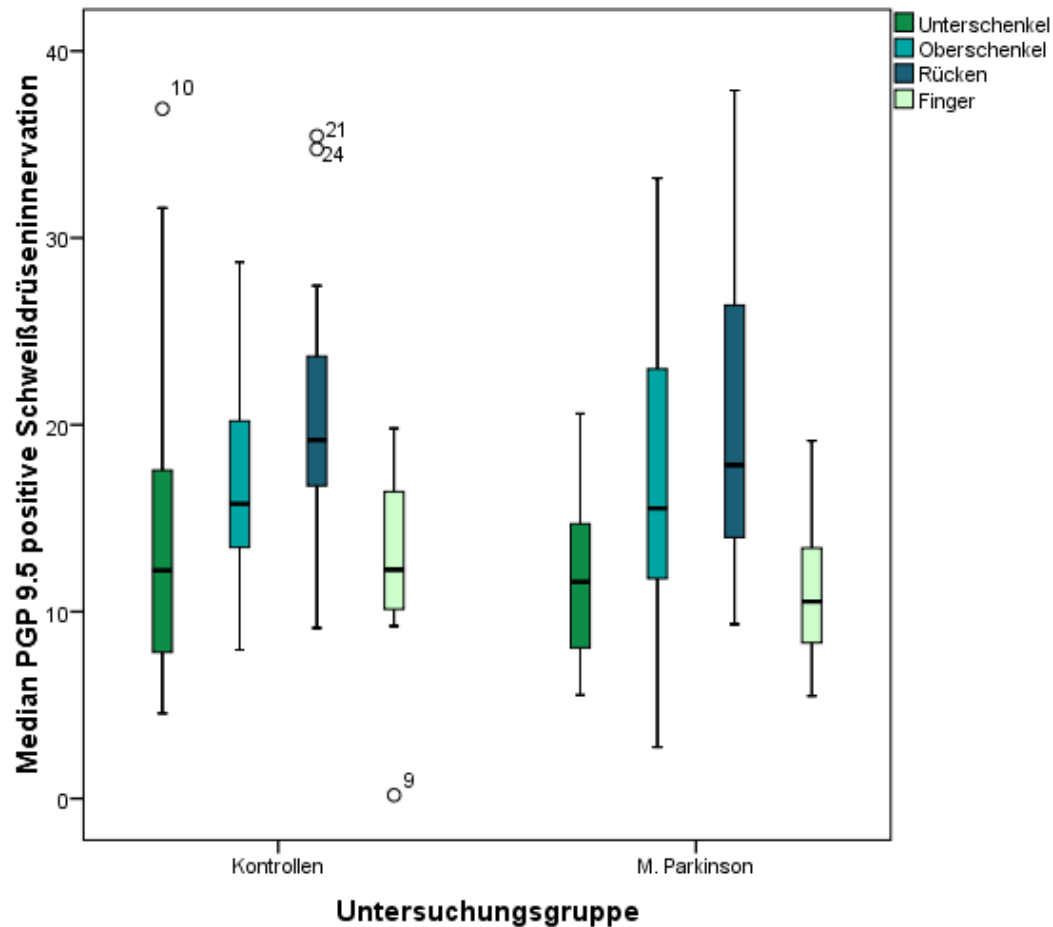 Median PGP 9.5 positive Schweißdrüseninnervation
40
30
20
10
0
10
21
24
9
Kontrollen
M. Parkinson
Untersuchungsgruppe
Unterschenkel
Oberschenkel
Rücken
Finger